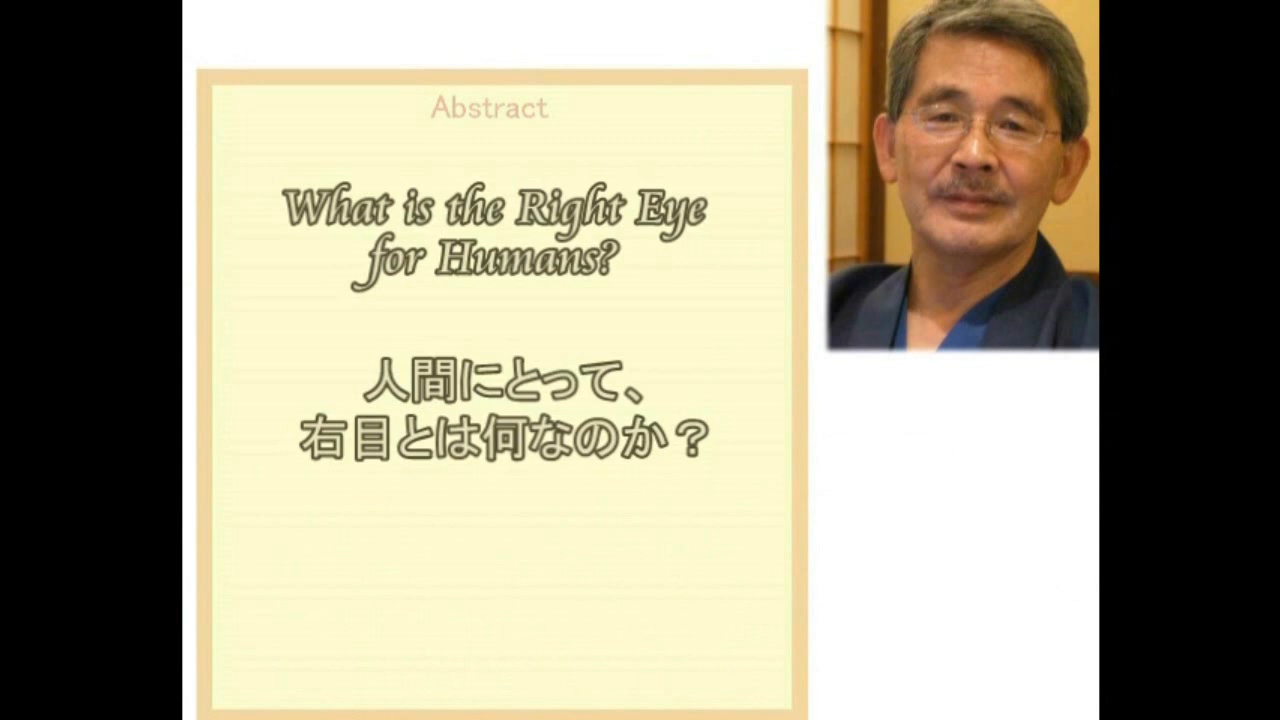 Abstract
What is the Right Eye
for Humans?
人間にとって、
右目とは何なのか？